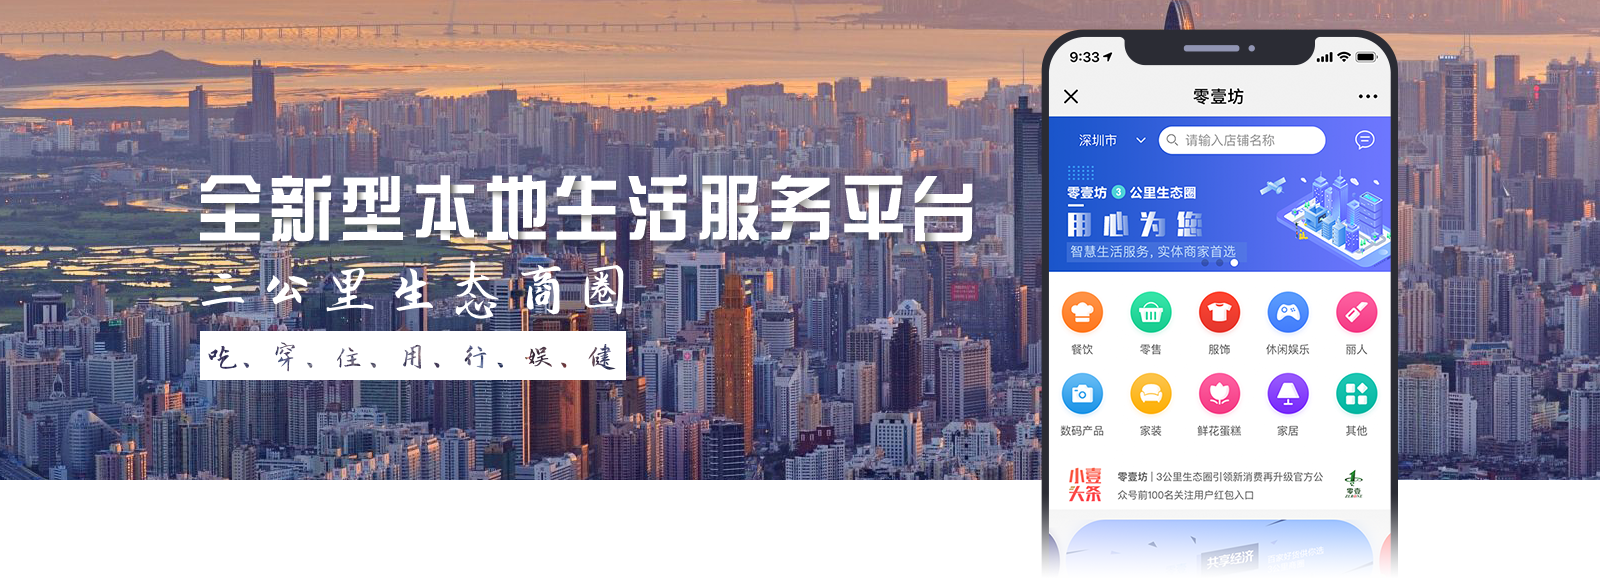 全新型本地生活服务平台
三公里生态商圈
吃、穿、住、用、行、娱、健
9:33
零壹坊
深圳市
请输入店铺名称
零壹坊 3 公里生态圈
用心为您
智慧生活服务, 实体商家首选
餐饮 零售 服饰 休闲娱乐 丽人
数码产品 家装 鲜花蛋糕 家居 其他
小壹头条
零壹坊 | 3公里生态圈引领新消费再升级官方公
众号前100名关注用户红包入口
零壹
共享经济